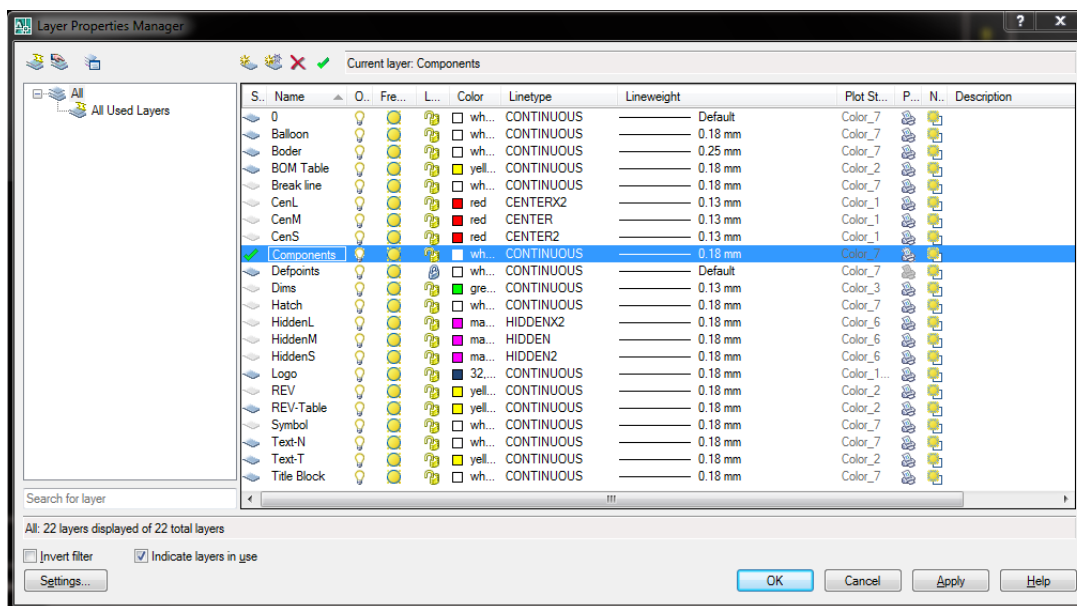 Layer Properties Manager
? X
Current layer: Components
All
All Used Layers
S.. Name O.. Fre... L... Color Linetype Lineweight Plot St... P... N.. Description
0 wh... CONTINUOUS Default Color_7
Balloon wh... CONTINUOUS 0.18 mm Color_7
Boder wh... CONTINUOUS 0.25 mm Color_7
BOM Table yell... CONTINUOUS 0.18 mm Color_2
Break line wh... CONTINUOUS 0.18 mm Color_7
CenL red CENTERX2 0.13 mm Color_1
CenM red CENTER 0.13 mm Color_1
CenS red CENTER2 0.13 mm Color_1
Components wh... CONTINUOUS 0.18 mm Color_7
Defpoints wh... CONTINUOUS Default Color_7
Dims gre... CONTINUOUS 0.13 mm Color_3
Hatch wh... CONTINUOUS 0.18 mm Color_7
HiddenL ma... HIDDENX2 0.18 mm Color_6
HiddenM ma... HIDDEN 0.18 mm Color_6
HiddenS ma... HIDDEN2 0.18 mm Color_6
Logo 32,... CONTINUOUS 0.18 mm Color_1...
REV yell... CONTINUOUS 0.18 mm Color_2
REV-Table yell... CONTINUOUS 0.18 mm Color_2
Symbol wh... CONTINUOUS 0.18 mm Color_7
Text-N wh... CONTINUOUS 0.18 mm Color_7
Text-T yell... CONTINUOUS 0.18 mm Color_2
Title Block wh... CONTINUOUS 0.18 mm Color_7
Search for layer
All: 22 layers displayed of 22 total layers
Invert filter Indicate layers in use
Settings... OK Cancel Apply Help